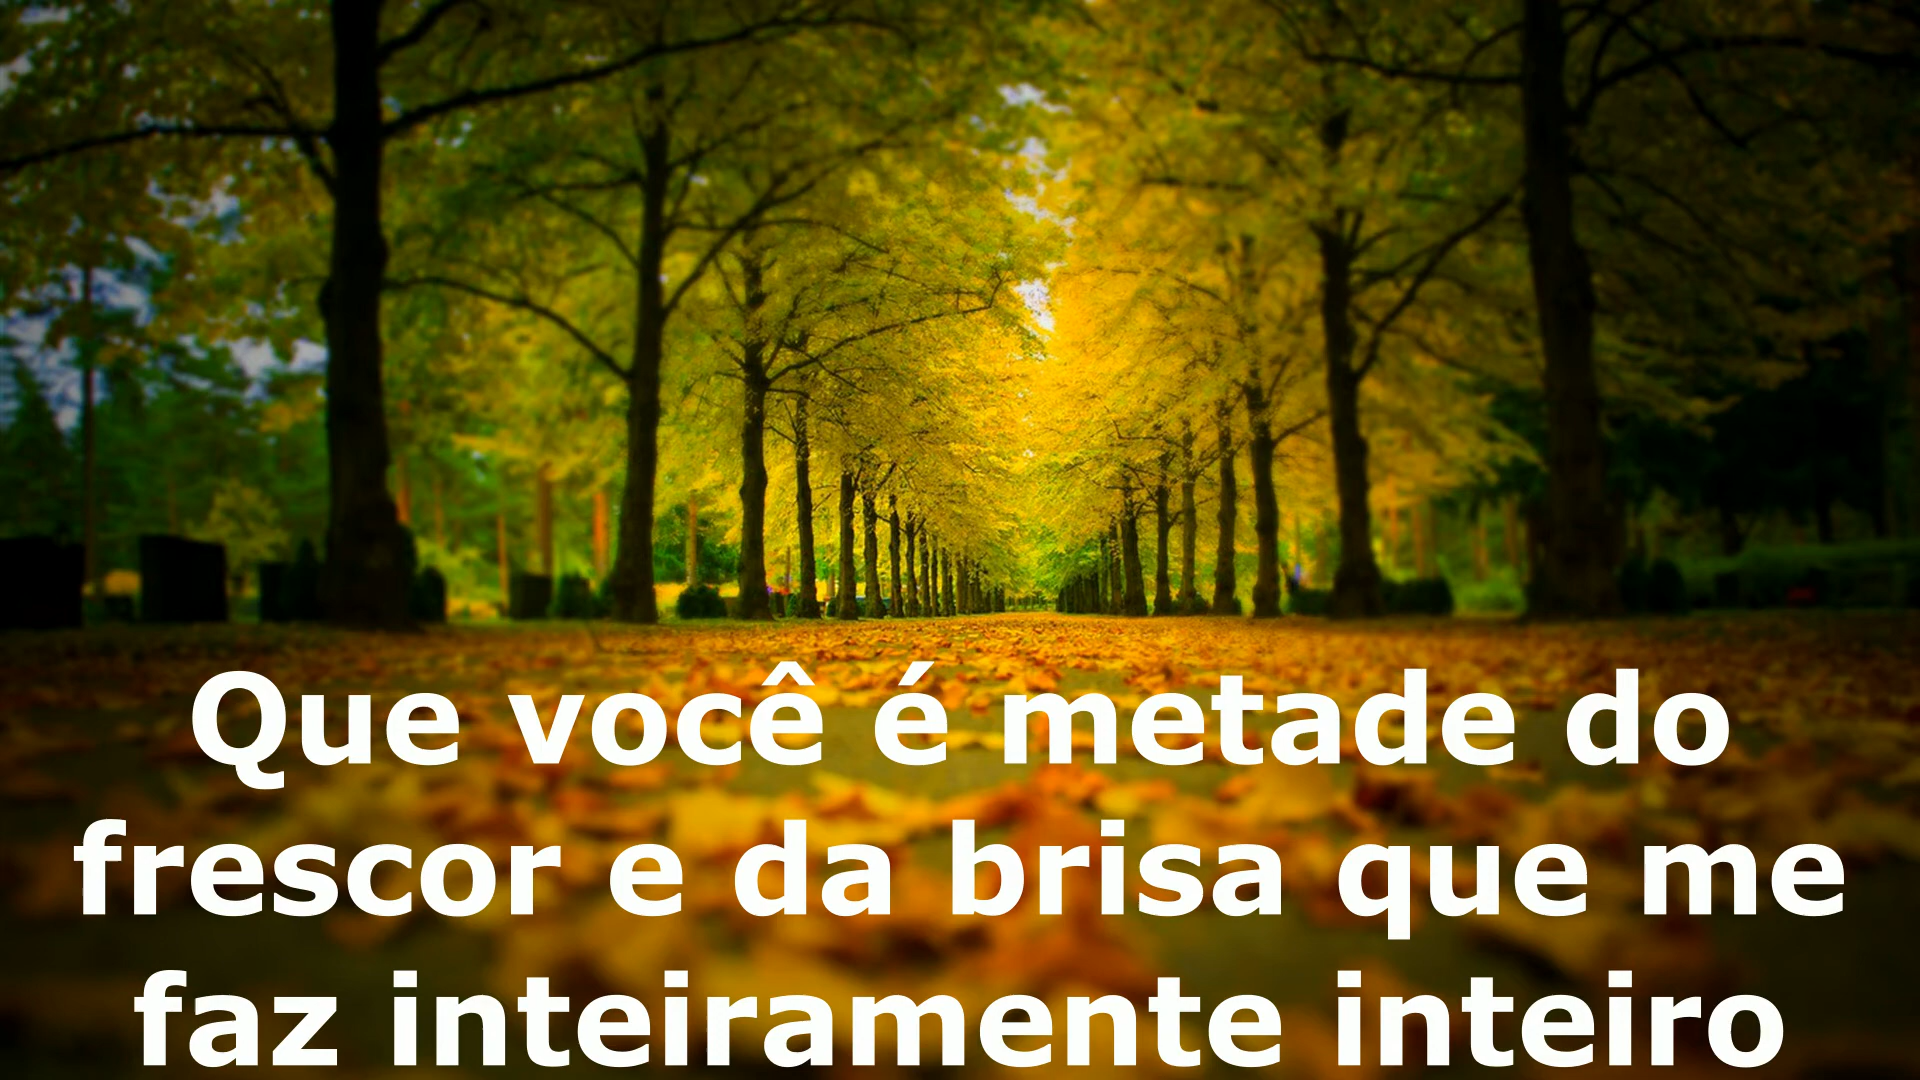 Que você é metade do
frescor e da brisa que me
faz inteiramente inteiro